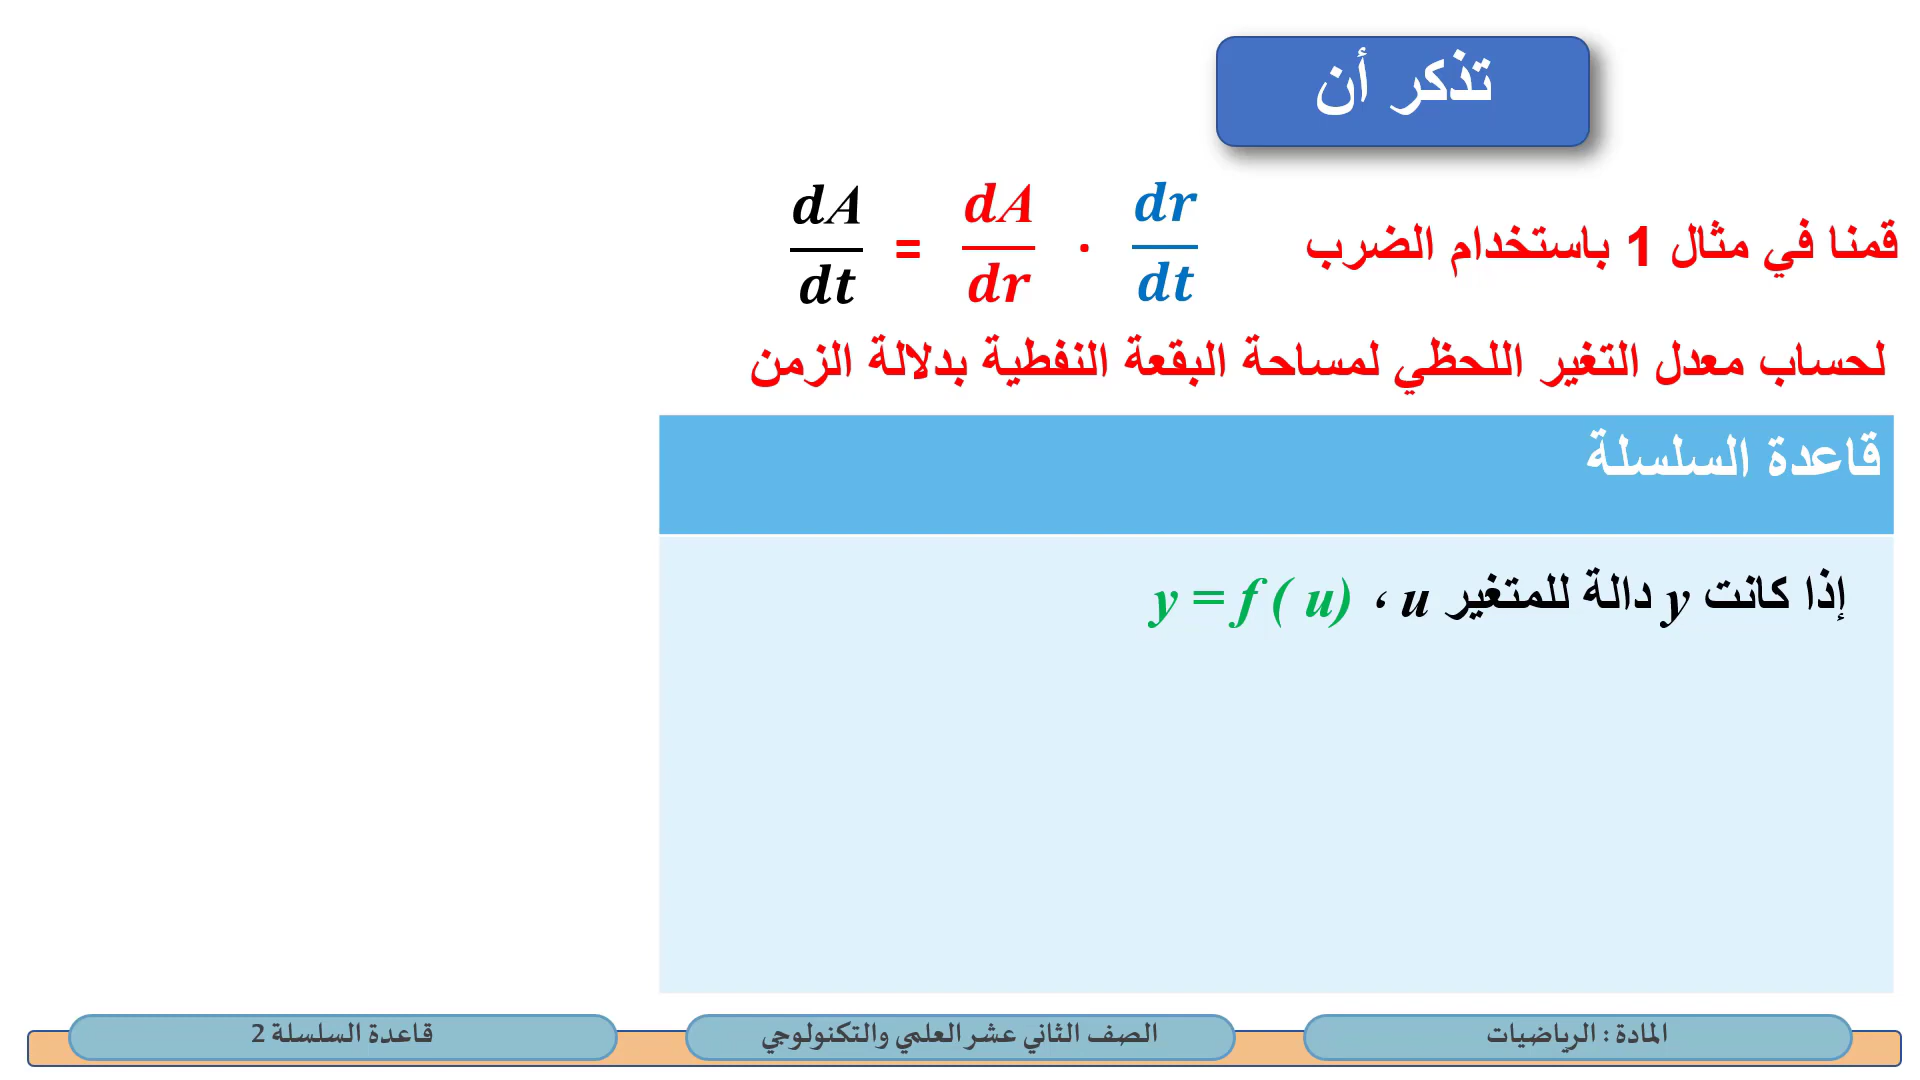 تذكر أن
قمنا في مثال 1 باستخدام الضرب dA/dt = dA/dr · dr/dt
لحساب معدل التغير اللحظي لمساحة البقعة النفطية بدلالة الزمن
قاعدة السلسلة
إذا كانت y دالة للمتغير u ، y = f ( u)
المادة : الرياضيات
الصف الثاني عشر العلمي والتكنولوجي
قاعدة السلسلة 2